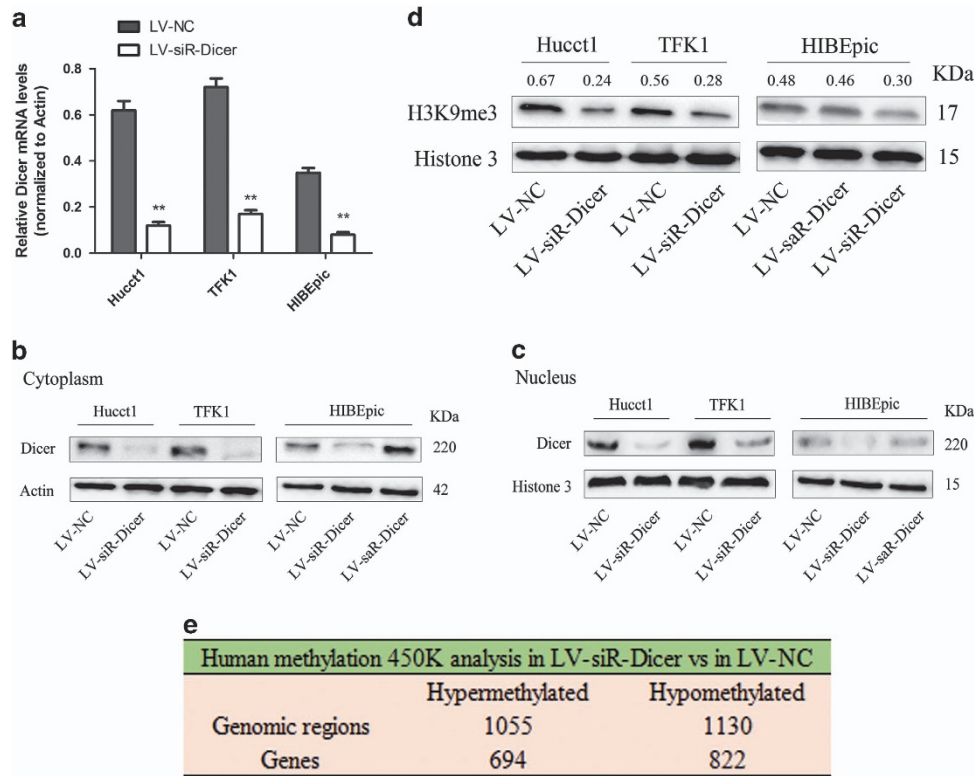 a
LV-NC
LV-siR-Dicer
Relative Dicer mRNA levels
(normalized to Actin)
0.8
0.6
0.4
0.2
0.0
**
**
**
Hucct1
TFK1
HIBEpic
d
Hucct1 TFK1 HIBEpic
0.67 0.24 0.56 0.28 0.48 0.46 0.30 KDa
H3K9me3 17
Histone 3 15
LV-NC LV-siR-Dicer LV-NC LV-siR-Dicer LV-NC LV-saR-Dicer LV-siR-Dicer
b
Cytoplasm
Hucct1 TFK1 HIBEpic KDa
Dicer 220
Actin 42
LV-NC LV-siR-Dicer LV-NC LV-siR-Dicer LV-NC LV-siR-Dicer LV-saR-Dicer
c
Nucleus
Hucct1 TFK1 HIBEpic KDa
Dicer 220
Histone 3 15
LV-NC LV-siR-Dicer LV-NC LV-siR-Dicer LV-NC LV-siR-Dicer LV-saR-Dicer
e
Human methylation 450K analysis in LV-siR-Dicer vs in LV-NC
Hypermethylated Hypomethylated
Genomic regions 1055 1130
Genes 694 822